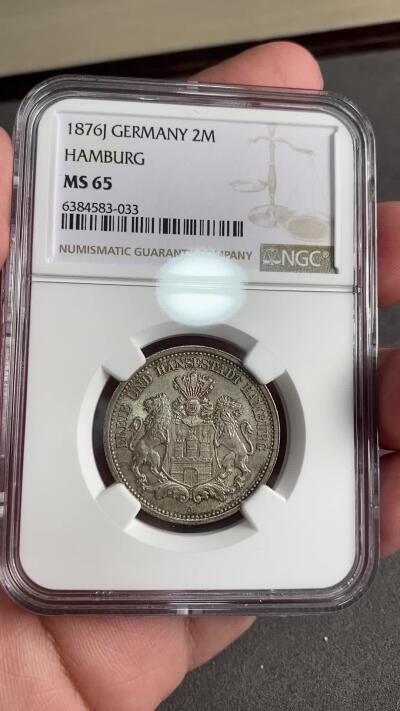 1876J GERMANY 2M
HAMBURG
MS 65
6384583-033
NUMISMATIC GUARANTY COMPANY
NGC
FREIE UND HANSESTADT HAMBURG
J